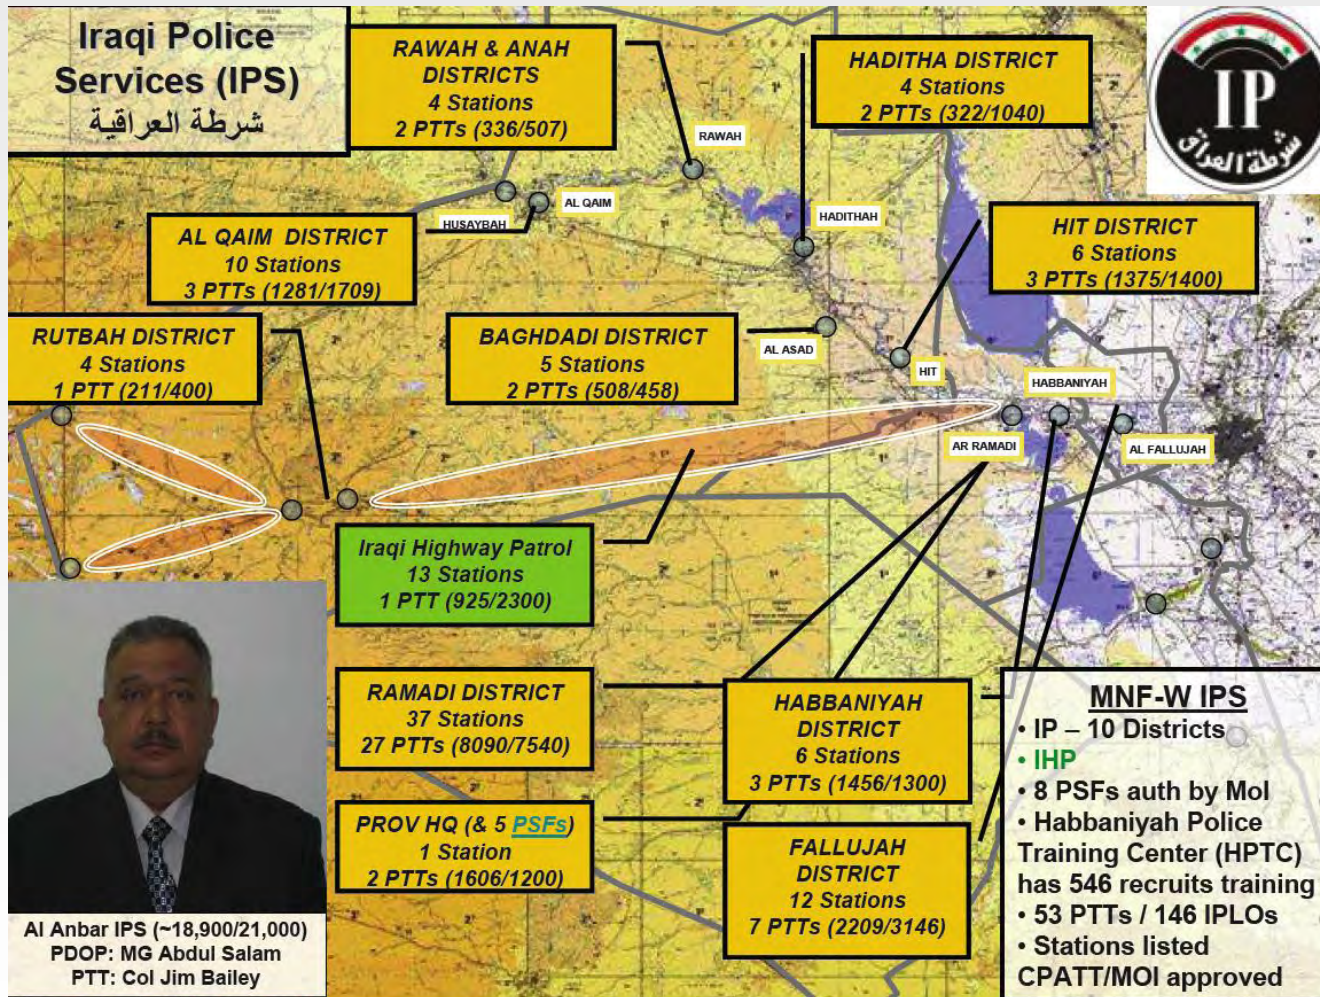 Iraqi Police
Services (IPS)
شرطة العراقية
RAWAH & ANAH
DISTRICTS
4 Stations
2 PTTs (336/507)
HADITHA DISTRICT
4 Stations
2 PTTs (322/1040)
IP
شرطة العراق
RAWAH
AL QAIM
HUSAYBAH
HADITHAH
AL QAIM DISTRICT
10 Stations
3 PTTs (1281/1709)
HIT DISTRICT
6 Stations
3 PTTs (1375/1400)
RUTBAH DISTRICT
4 Stations
1 PTT (211/400)
BAGHDADI DISTRICT
5 Stations
2 PTTs (508/458)
AL ASAD
HIT
HABBANIYAH
AR RAMADI
AL FALLUJAH
Iraqi Highway Patrol
13 Stations
1 PTT (925/2300)
RAMADI DISTRICT
37 Stations
27 PTTs (8090/7540)
HABBANIYAH
DISTRICT
6 Stations
3 PTTs (1456/1300)
PROV HQ (& 5 PSFs)
1 Station
2 PTTs (1606/1200)
FALLUJAH
DISTRICT
12 Stations
7 PTTs (2209/3146)
MNF-W IPS
• IP – 10 Districts
• IHP
• 8 PSFs auth by MoI
• Habbaniyah Police
Training Center (HPTC)
has 546 recruits training
• 53 PTTs / 146 IPLOs
• Stations listed
CPATT/MOI approved
Al Anbar IPS (~18,900/21,000)
PDOP: MG Abdul Salam
PTT: Col Jim Bailey